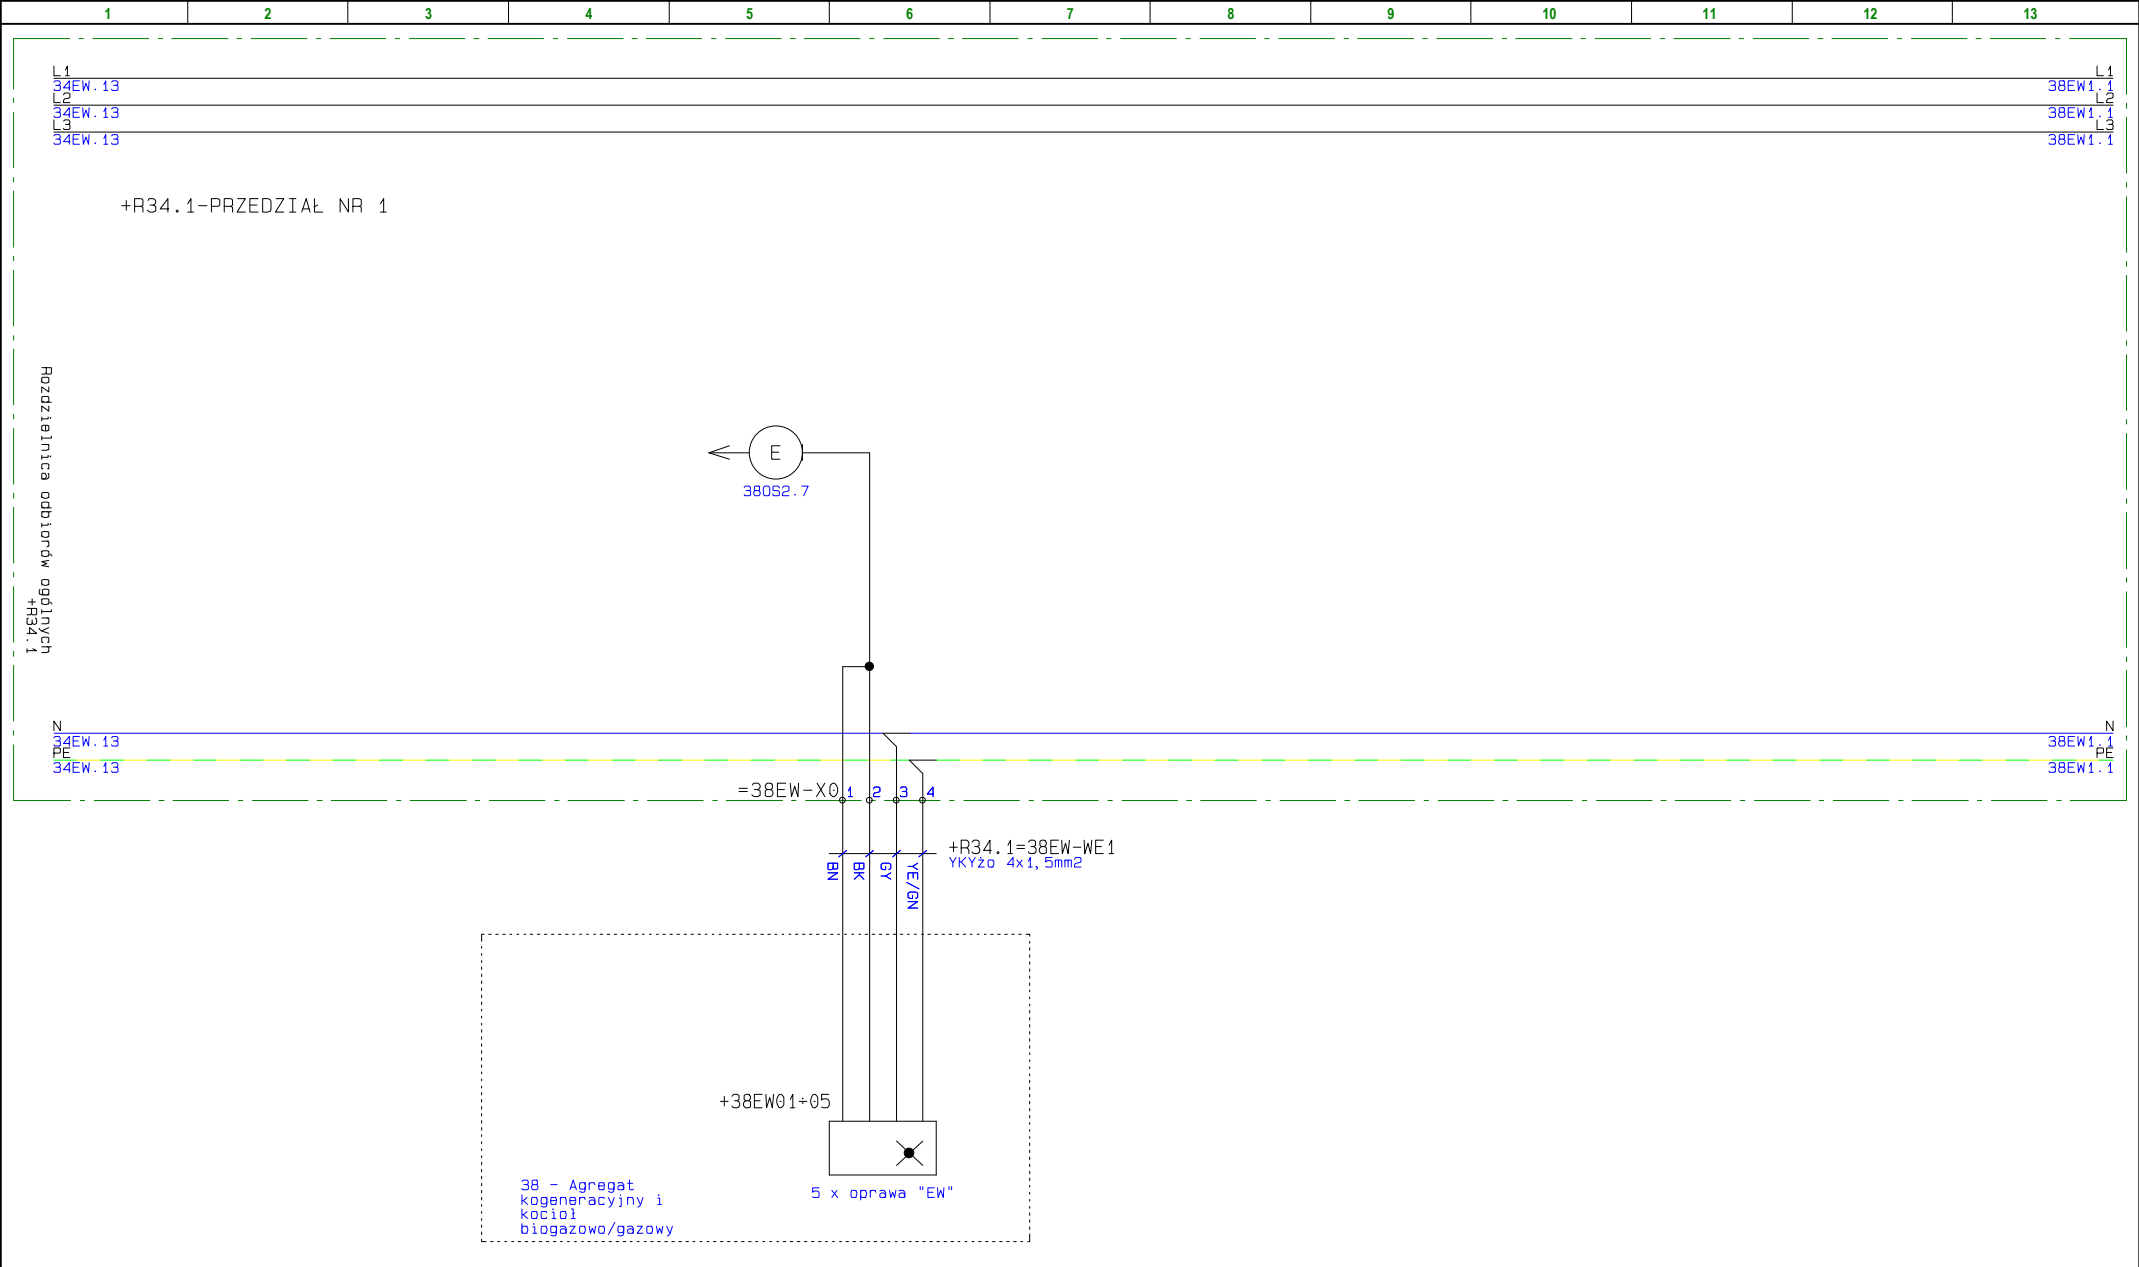 1 2 3 4 5 6 7 8 9 10 11 12 13
L1 L1
34EW.13 38EW1.1
L2 L2
34EW.13 38EW1.1
L3 L3
34EW.13 38EW1.1
+R34.1-PRZEDZIAŁ NR 1
Rozdzielnica odbiorów ogólnych
+R34.1
E
38OS2.7
N N
34EW.13 38EW1.1
PE PE
34EW.13 38EW1.1
=38EW-X0 1 2 3 4
+R34.1=38EW-WE1
YKYżo 4x1,5mm2
BN BK GY YE/GN
+38EW01÷05
5 x oprawa "EW"
38 - Agregat
kogeneracyjny i
kocioł
biogazowo/gazowy